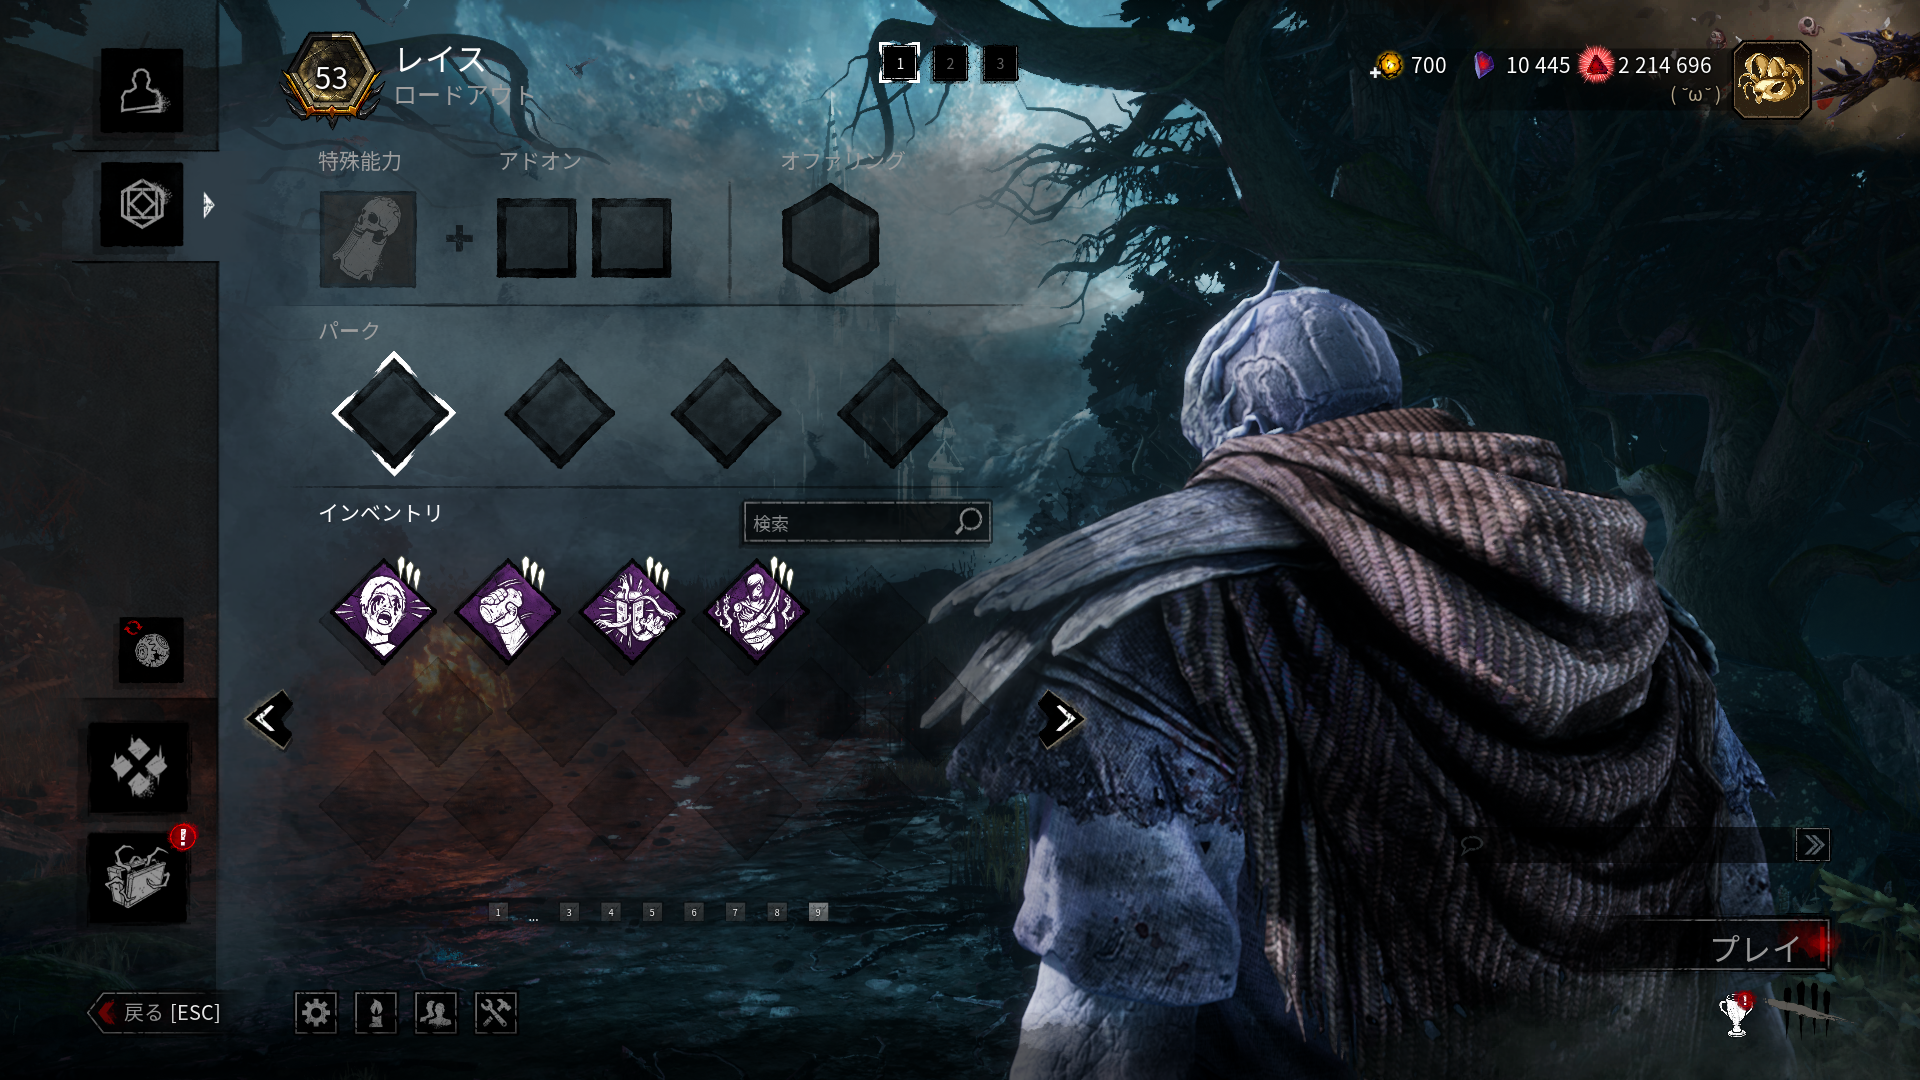 53
レイス
ロードアウト
1 2 3
700 10 445 2 214 696
( ˘ω˘ )
特殊能力 アドオン オファリング
パーク
インベントリ
検索
1 ... 3 4 5 6 7 8 9
プレイ
戻る [ESC]